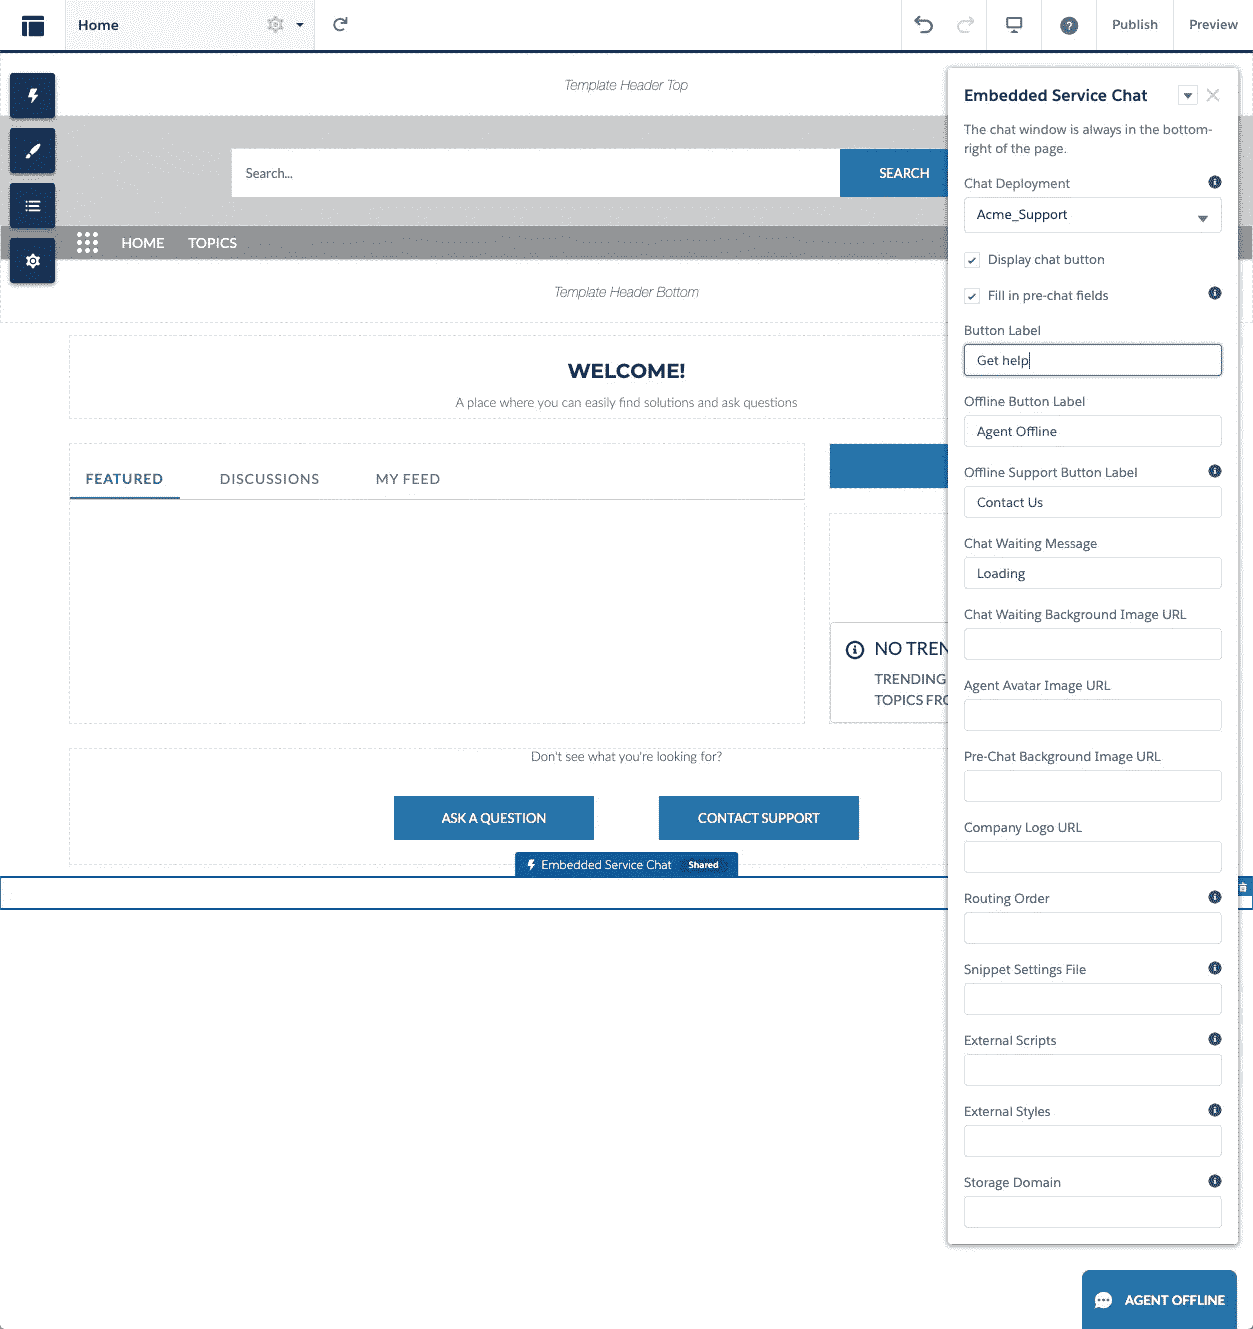 Home
?
Publish
Preview
Template Header Top
Search...
SEARCH
HOME
TOPICS
Template Header Bottom
WELCOME!
A place where you can easily find solutions and ask questions
FEATURED
DISCUSSIONS
MY FEED
NO TREN
TRENDING
TOPICS FRO
Don't see what you're looking for?
ASK A QUESTION
CONTACT SUPPORT
Embedded Service Chat Shared
Embedded Service Chat
The chat window is always in the bottom-
right of the page.
Chat Deployment
Acme_Support
Display chat button
Fill in pre-chat fields
Button Label
Get help
Offline Button Label
Agent Offline
Offline Support Button Label
Contact Us
Chat Waiting Message
Loading
Chat Waiting Background Image URL
Agent Avatar Image URL
Pre-Chat Background Image URL
Company Logo URL
Routing Order
Snippet Settings File
External Scripts
External Styles
Storage Domain
AGENT OFFLINE